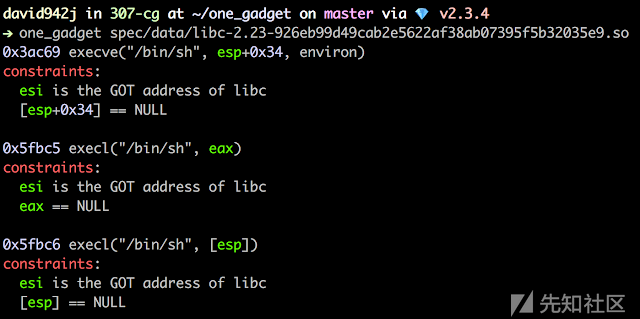 david942j in 307-cg at ~/one_gadget on master via 💎 v2.3.4
➜ one_gadget spec/data/libc-2.23-926eb99d49cab2e5622af38ab07395f5b32035e9.so
0x3ac69 execve("/bin/sh", esp+0x34, environ)
constraints:
  esi is the GOT address of libc
  [esp+0x34] == NULL

0x5fbc5 execl("/bin/sh", eax)
constraints:
  esi is the GOT address of libc
  eax == NULL

0x5fbc6 execl("/bin/sh", [esp])
constraints:
  esi is the GOT address of libc
  [esp] == NULL
先知社区